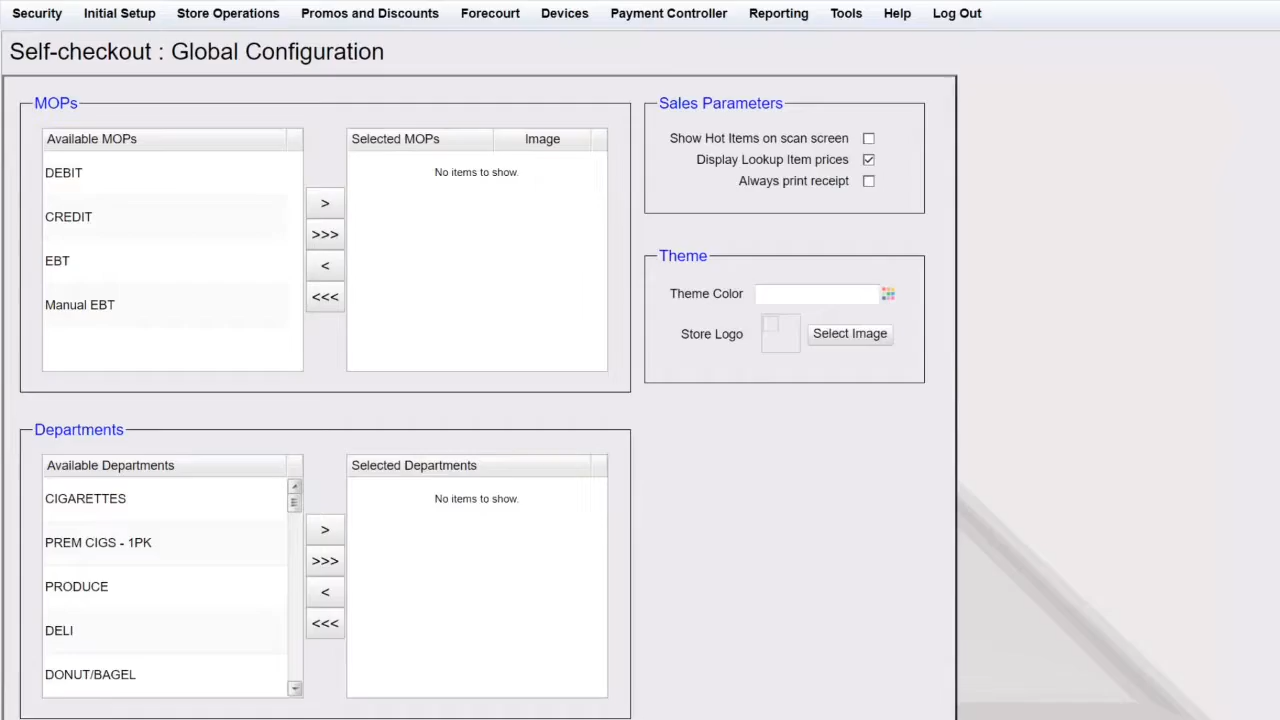 Security Initial Setup Store Operations Promos and Discounts Forecourt Devices Payment Controller Reporting Tools Help Log Out
Self-checkout : Global Configuration
MOPs
Available MOPs
DEBIT
CREDIT
EBT
Manual EBT
>
>>>
<
<<<
Selected MOPs Image
No items to show.
Sales Parameters
Show Hot Items on scan screen
Display Lookup Item prices
Always print receipt
Theme
Theme Color
Store Logo Select Image
Departments
Available Departments
CIGARETTES
PREM CIGS - 1PK
PRODUCE
DELI
DONUT/BAGEL
>
>>>
<
<<<
Selected Departments
No items to show.